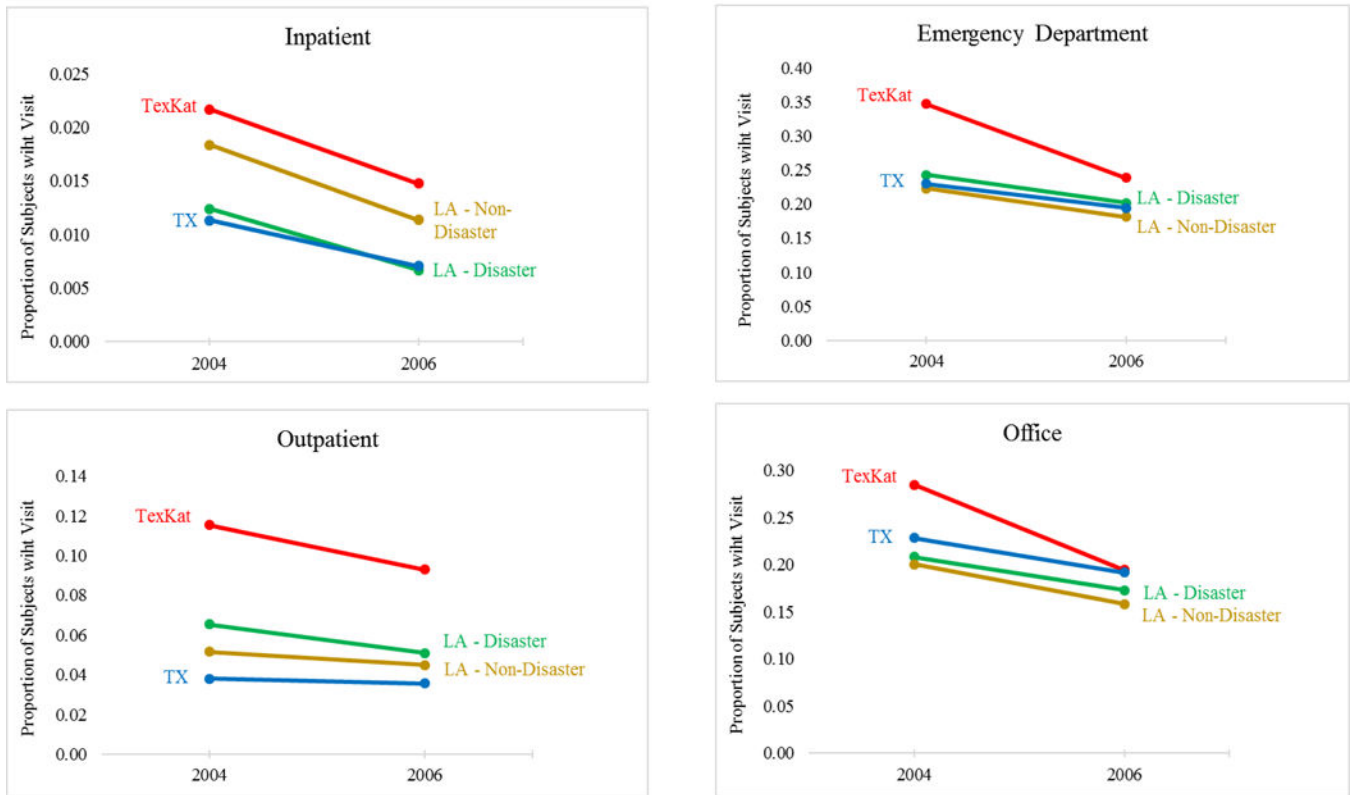 Inpatient
Proportion of Subjects wiht Visit
0.025
0.020
0.015
0.010
0.005
0.000
TexKat
TX
LA - Non-
Disaster
LA - Disaster
2004 2006
Emergency Department
Proportion of Subjects wiht Visit
0.40
0.35
0.30
0.25
0.20
0.15
0.10
0.05
0.00
TexKat
TX
LA - Disaster
LA - Non-Disaster
2004 2006
Outpatient
Proportion of Subjects wiht Visit
0.14
0.12
0.10
0.08
0.06
0.04
0.02
0.00
TexKat
LA - Disaster
LA - Non-Disaster
TX
2004 2006
Office
Proportion of Subjects wiht Visit
0.30
0.25
0.20
0.15
0.10
0.05
0.00
TexKat
TX
LA - Disaster
LA - Non-Disaster
2004 2006